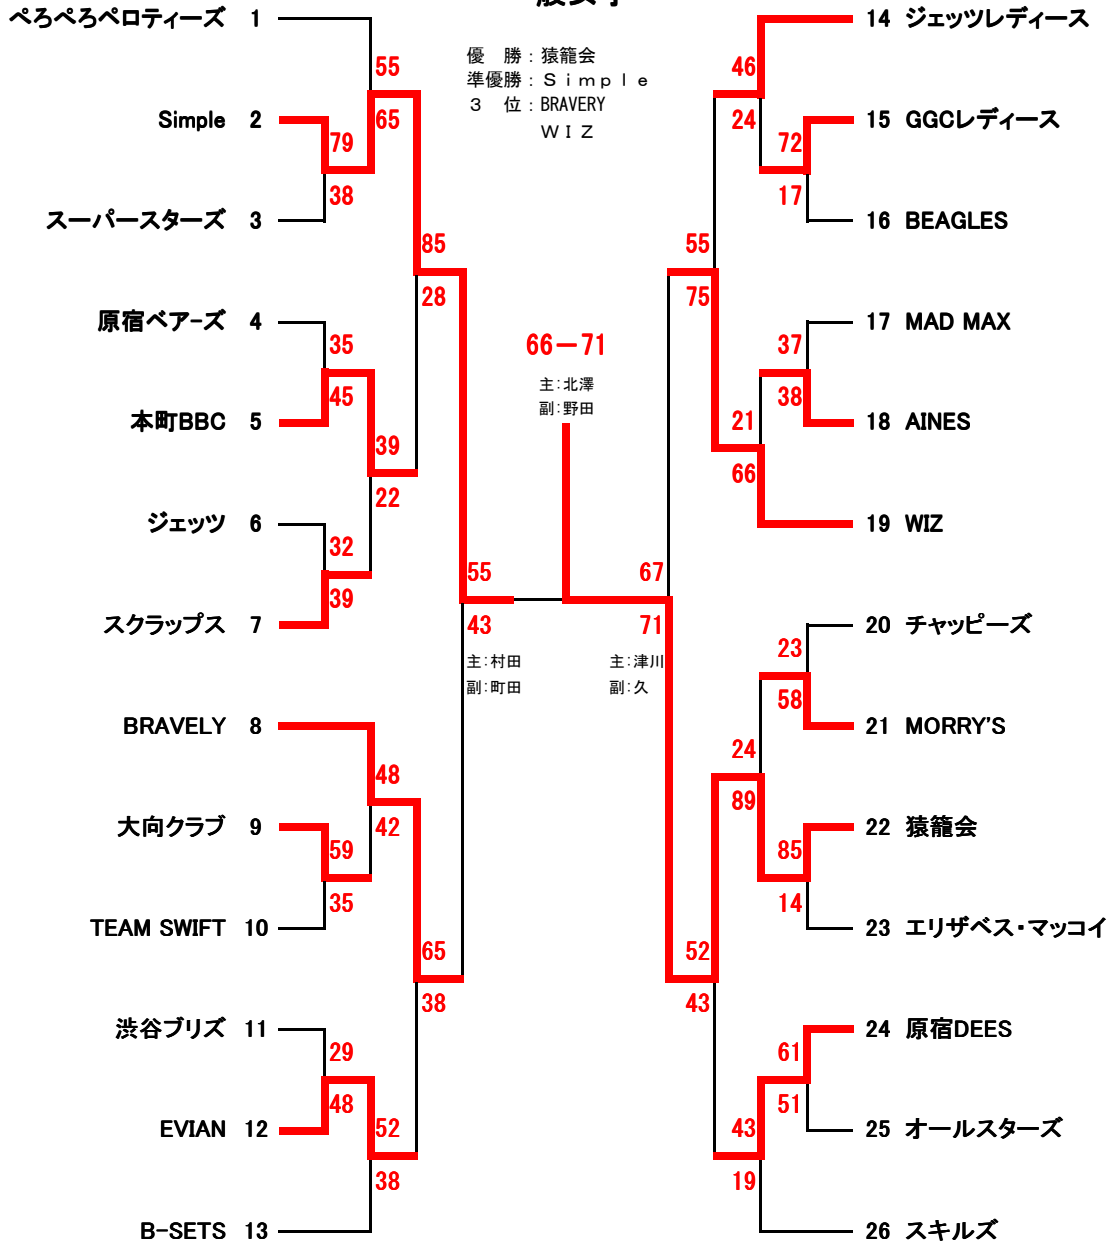 優　勝：猿籠会
準優勝：Ｓｉｍｐｌｅ
３　位：BRAVERY
ＷＩＺ
ぺろぺろペロティーズ 1
55
Simple 2
65
79
38
スーパースターズ 3
85
28
原宿ベアｰズ 4
35
45
本町BBC 5
39
22
ジェッツ 6
32
39
スクラップス 7
55
43
主：村田
副：町田
BRAVELY 8
48
42
大向クラブ 9
59
35
TEAM SWIFT 10
65
38
渋谷ブリズ 11
29
48
EVIAN 12
52
38
B-SETS 13
66－71
主：北澤
副：野田
14 ジェッツレディース
46
24
15 GGCレディース
72
17
16 BEAGLES
55
75
17 MAD MAX
37
38
18 AINES
21
66
19 WIZ
67
71
主：津川
副：久
20 チャッピーズ
23
58
21 MORRY'S
24
89
22 猿籠会
85
14
23 エリザベス・マッコイ
52
43
24 原宿DEES
61
51
25 オールスターズ
43
19
26 スキルズ